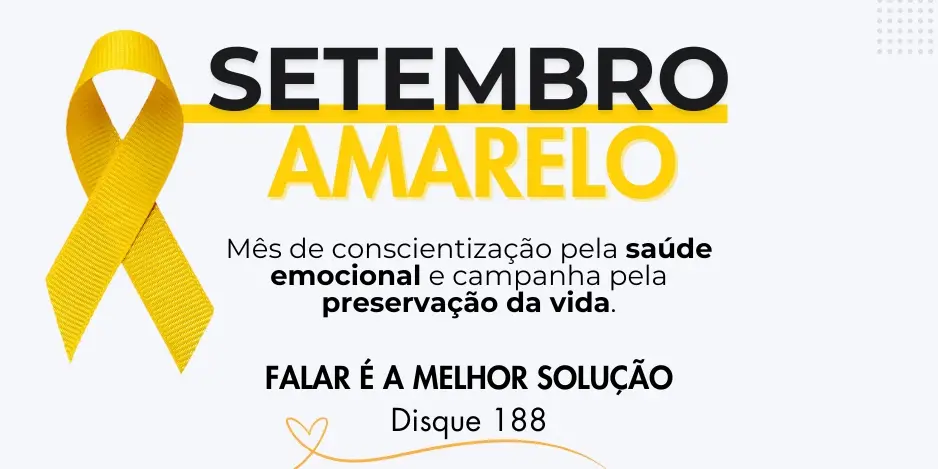 SETEMBRO
AMARELO
Mês de conscientização pela saúde
emocional e campanha pela
preservação da vida.
FALAR É A MELHOR SOLUÇÃO
Disque 188